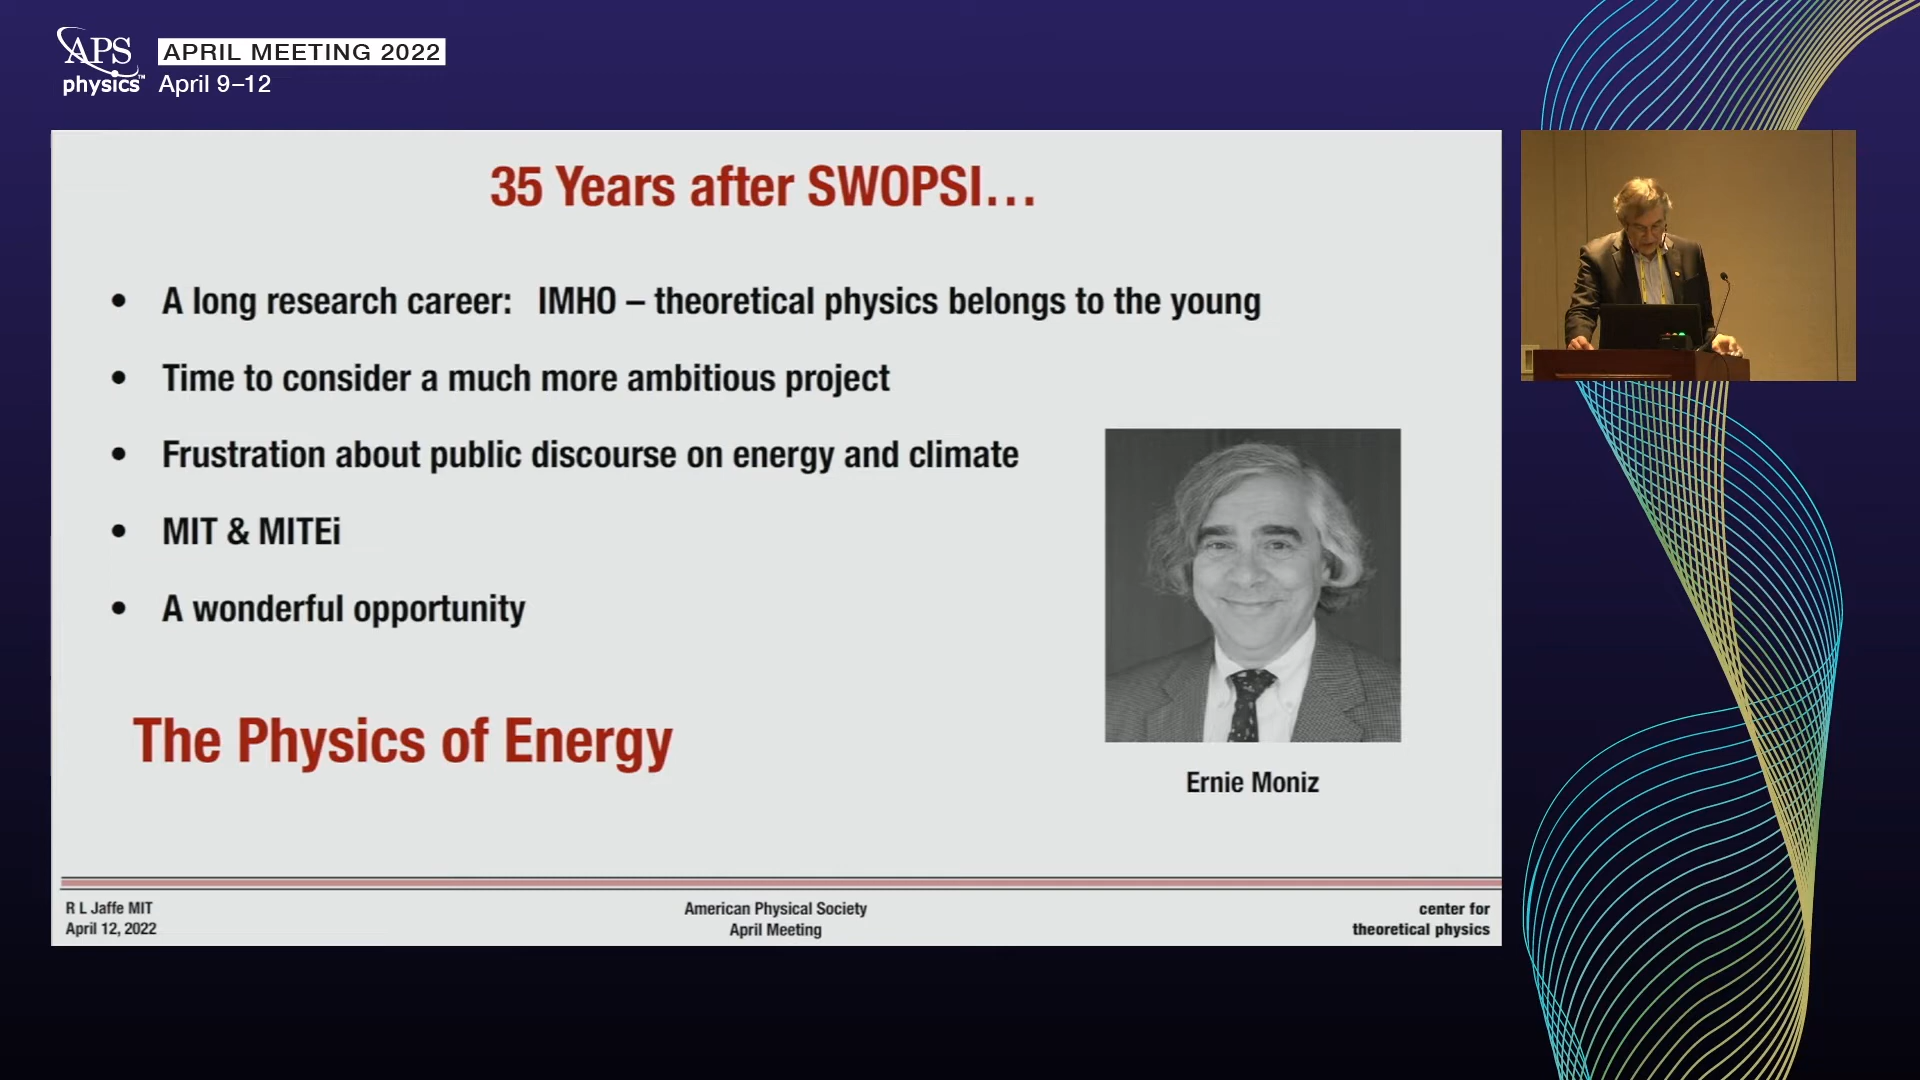 APS
physics™
APRIL MEETING 2022
April 9–12
35 Years after SWOPSI…
• A long research career: IMHO – theoretical physics belongs to the young
• Time to consider a much more ambitious project
• Frustration about public discourse on energy and climate
• MIT & MITEi
• A wonderful opportunity
The Physics of Energy
Ernie Moniz
R L Jaffe MIT
April 12, 2022
American Physical Society
April Meeting
center for
theoretical physics